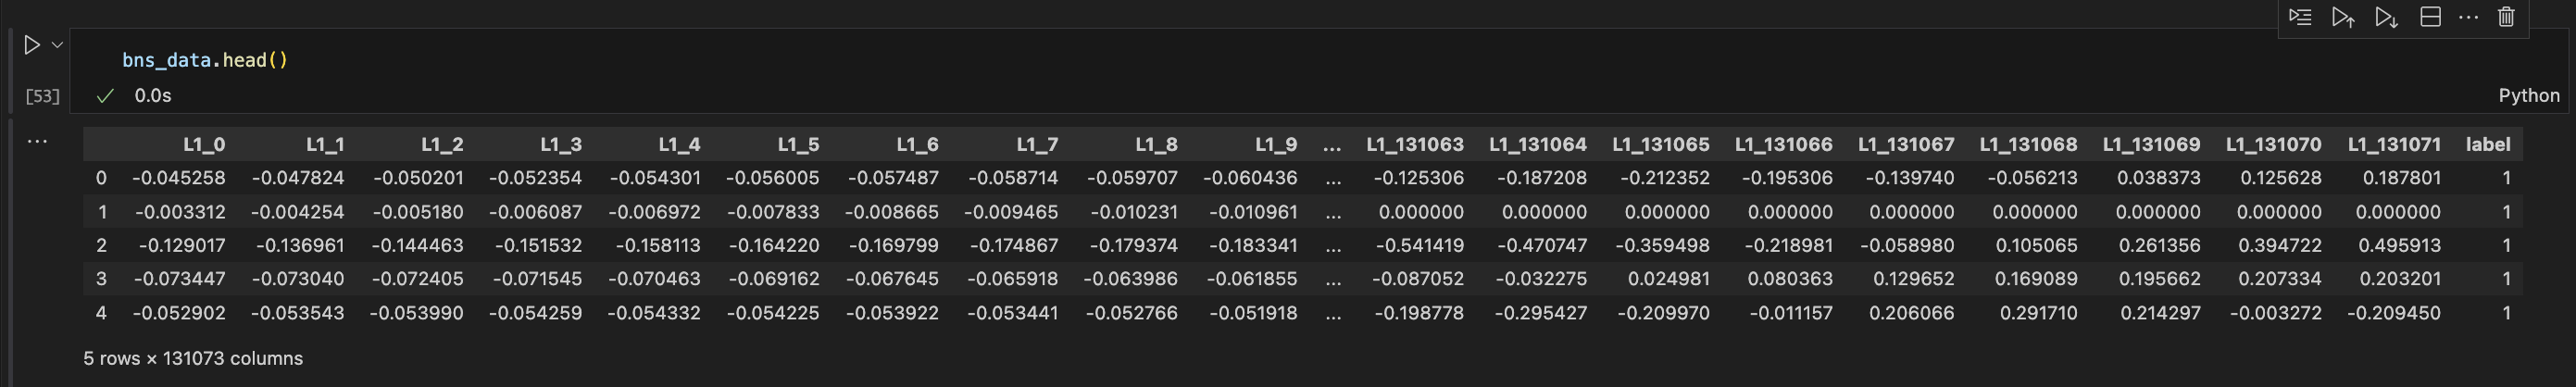 bns_data.head()
[53] 0.0s
Python
L1_0 L1_1 L1_2 L1_3 L1_4 L1_5 L1_6 L1_7 L1_8 L1_9 ... L1_131063 L1_131064 L1_131065 L1_131066 L1_131067 L1_131068 L1_131069 L1_131070 L1_131071 label
0 -0.045258 -0.047824 -0.050201 -0.052354 -0.054301 -0.056005 -0.057487 -0.058714 -0.059707 -0.060436 ... -0.125306 -0.187208 -0.212352 -0.195306 -0.139740 -0.056213 0.038373 0.125628 0.187801 1
1 -0.003312 -0.004254 -0.005180 -0.006087 -0.006972 -0.007833 -0.008665 -0.009465 -0.010231 -0.010961 ... 0.000000 0.000000 0.000000 0.000000 0.000000 0.000000 0.000000 0.000000 0.000000 1
2 -0.129017 -0.136961 -0.144463 -0.151532 -0.158113 -0.164220 -0.169799 -0.174867 -0.179374 -0.183341 ... -0.541419 -0.470747 -0.359498 -0.218981 -0.058980 0.105065 0.261356 0.394722 0.495913 1
3 -0.073447 -0.073040 -0.072405 -0.071545 -0.070463 -0.069162 -0.067645 -0.065918 -0.063986 -0.061855 ... -0.087052 -0.032275 0.024981 0.080363 0.129652 0.169089 0.195662 0.207334 0.203201 1
4 -0.052902 -0.053543 -0.053990 -0.054259 -0.054332 -0.054225 -0.053922 -0.053441 -0.052766 -0.051918 ... -0.198778 -0.295427 -0.209970 -0.011157 0.206066 0.291710 0.214297 -0.003272 -0.209450 1
5 rows × 131073 columns